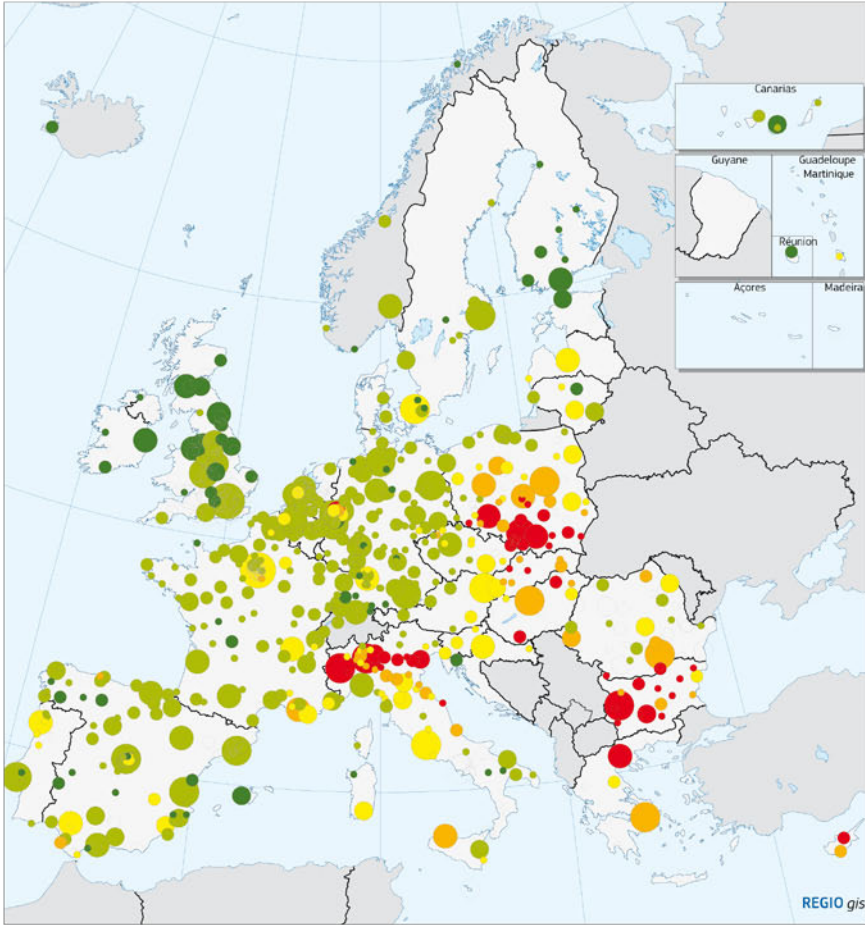 Canarias
Guyane
Guadeloupe
Martinique
Réunion
Açores
Madeira
REGIO gis